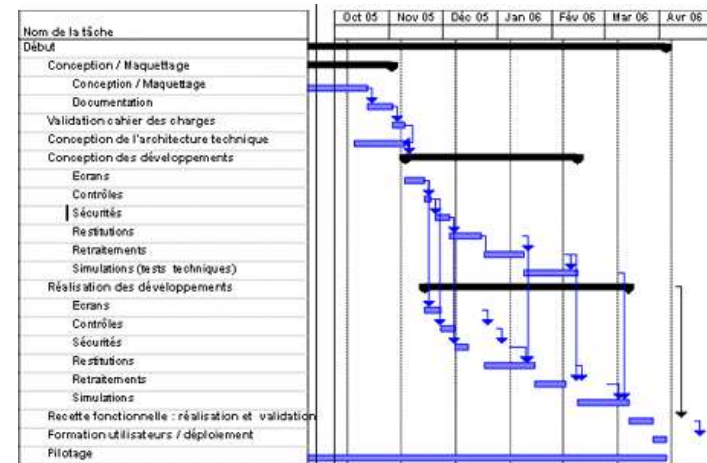 Oct 05 Nov 05 Déc 05 Jan 06 Fév 06 Mar 06 Avr 06
Nom de la tâche
Début
Conception / Maquettage
Conception / Maquettage
Documentation
Validation cahier des charges
Conception de l'architecture technique
Conception des développements
Ecrans
Contrôles
Sécurités
Restitutions
Retraitements
Simulations (tests techniques)
Réalisation des développements
Ecrans
Contrôles
Sécurités
Restitutions
Retraitements
Simulations
Recette fonctionnelle : réalisation et validation
Formation utilisateurs / déploiement
Pilotage